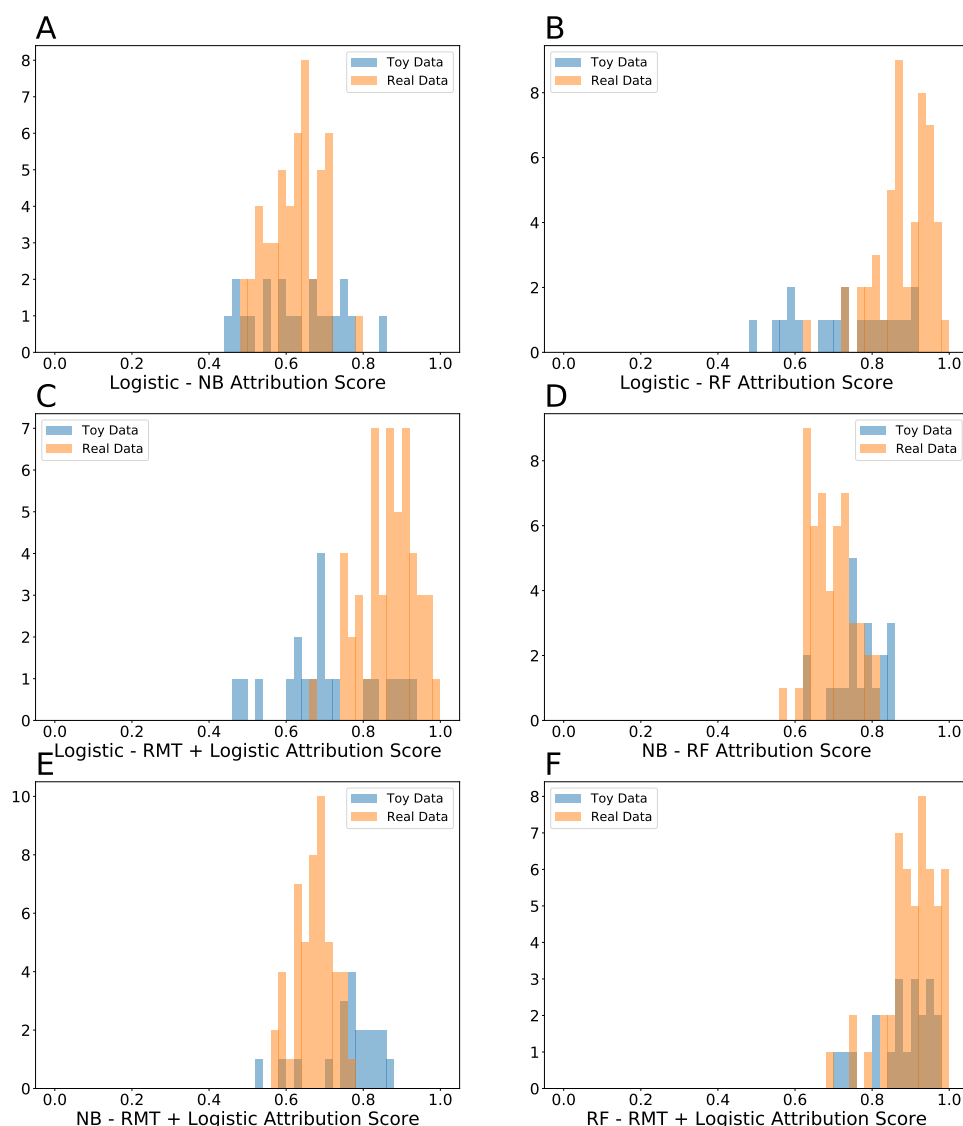 A
Toy Data
Real Data
8
7
6
5
4
3
2
1
0
0.0 0.2 0.4 0.6 0.8 1.0
Logistic - NB Attribution Score
B
Toy Data
Real Data
8
6
4
2
0
0.0 0.2 0.4 0.6 0.8 1.0
Logistic - RF Attribution Score
C
Toy Data
Real Data
7
6
5
4
3
2
1
0
0.0 0.2 0.4 0.6 0.8 1.0
Logistic - RMT + Logistic Attribution Score
D
Toy Data
Real Data
8
6
4
2
0
0.0 0.2 0.4 0.6 0.8 1.0
NB - RF Attribution Score
E
Toy Data
Real Data
10
8
6
4
2
0
0.0 0.2 0.4 0.6 0.8 1.0
NB - RMT + Logistic Attribution Score
F
Toy Data
Real Data
8
7
6
5
4
3
2
1
0
0.0 0.2 0.4 0.6 0.8 1.0
RF - RMT + Logistic Attribution Score